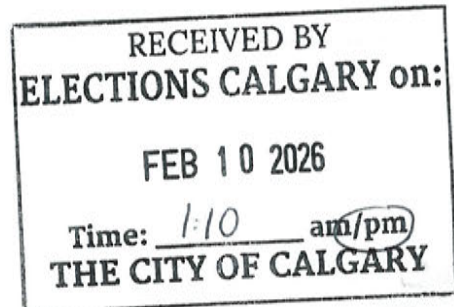 RECEIVED BY
ELECTIONS CALGARY on:
FEB 10 2026
Time: 1:10 am/pm
THE CITY OF CALGARY